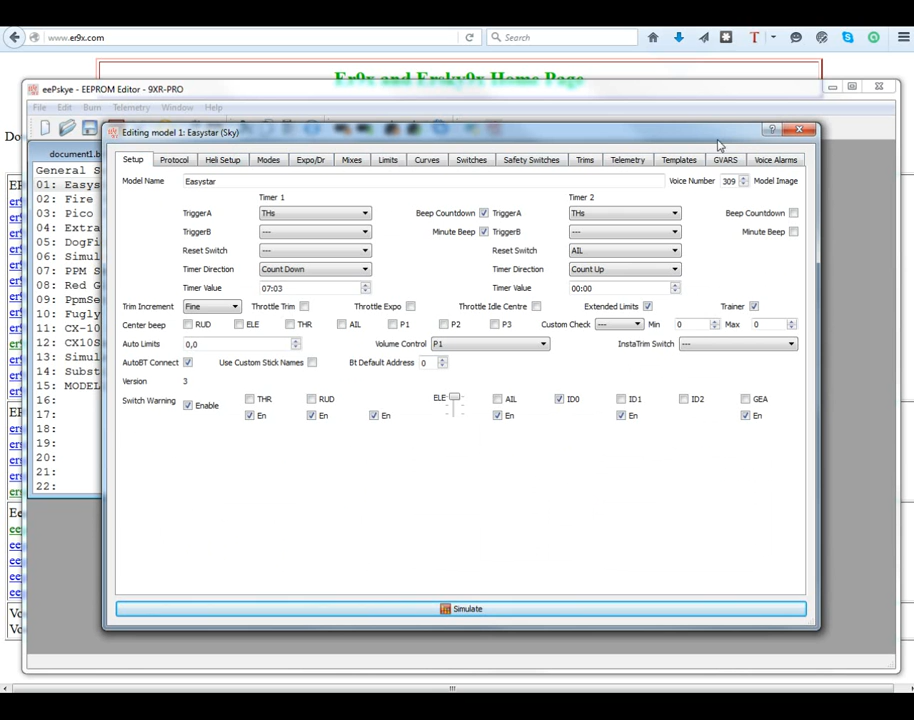 www.er9x.com
Search
Er9x and Ersky9x Home Page
eePskye - EEPROM Editor - 9XR-PRO
File Edit Burn Telemetry Window Help
Editing model 1: Easystar (Sky)
document1.b
General S
01: Easys
02: Fire
03: Pico
04: Extra
05: DogFi
06: Simul
07: PPM S
08: Red G
09: PpmSe
10: Fugly
11: CX-10
12: CX10S
13: Simul
14: Subst
15: MODEL
16:
17:
18:
19:
20:
21:
22:
Setup Protocol Heli Setup Modes Expo/Dr Mixes Limits Curves Switches Safety Switches Trims Telemetry Templates GVARS Voice Alarms
Model Name Easystar Voice Number 309 Model Image
Timer 1 Timer 2
TriggerA THs Beep Countdown TriggerA THs Beep Countdown
TriggerB --- Minute Beep TriggerB --- Minute Beep
Reset Switch --- Reset Switch AIL
Timer Direction Count Down Timer Direction Count Up
Timer Value 07:03 Timer Value 00:00
Trim Increment Fine Throttle Trim Throttle Expo Throttle Idle Centre Extended Limits Trainer
Center beep RUD ELE THR AIL P1 P2 P3 Custom Check --- Min 0 Max 0
Auto Limits 0,0 Volume Control P1 InstaTrim Switch ---
AutoBT Connect Use Custom Stick Names Bt Default Address 0
Version 3
Switch Warning Enable THR RUD ELE AIL ID0 ID1 ID2 GEA
En En En En En En
Simulate